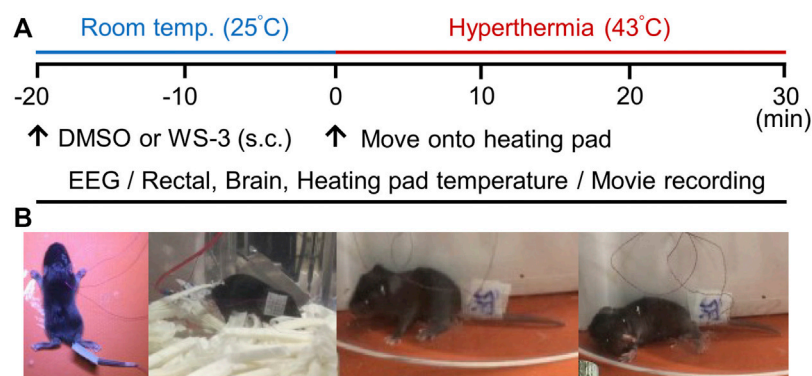 A
Room temp. (25°C) Hyperthermia (43°C)
-20 -10 0 10 20 30
(min)
↑ DMSO or WS-3 (s.c.) ↑ Move onto heating pad
EEG / Rectal, Brain, Heating pad temperature / Movie recording
B